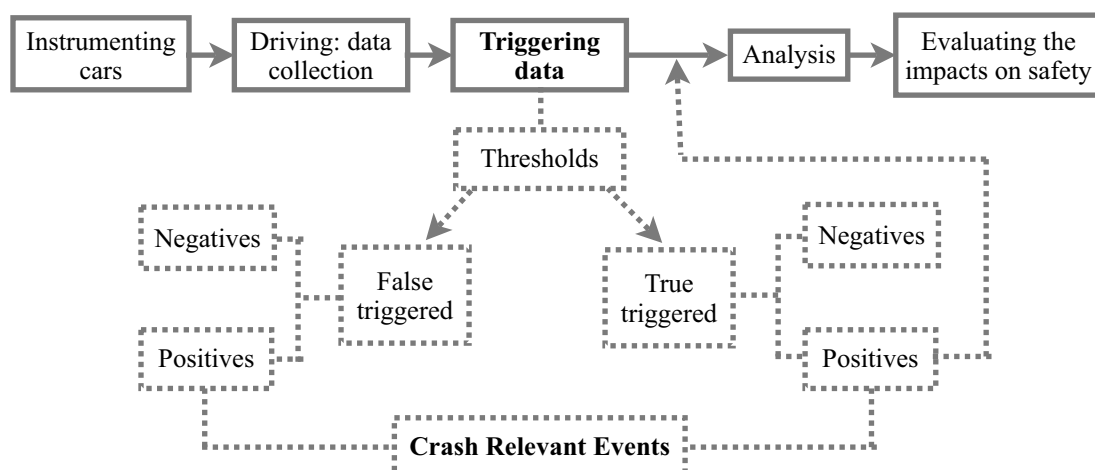 Instrumenting
cars
Driving: data
collection
Triggering
data
Analysis
Evaluating the
impacts on safety
Thresholds
Negatives
False
triggered
Positives
True
triggered
Negatives
Positives
Crash Relevant Events